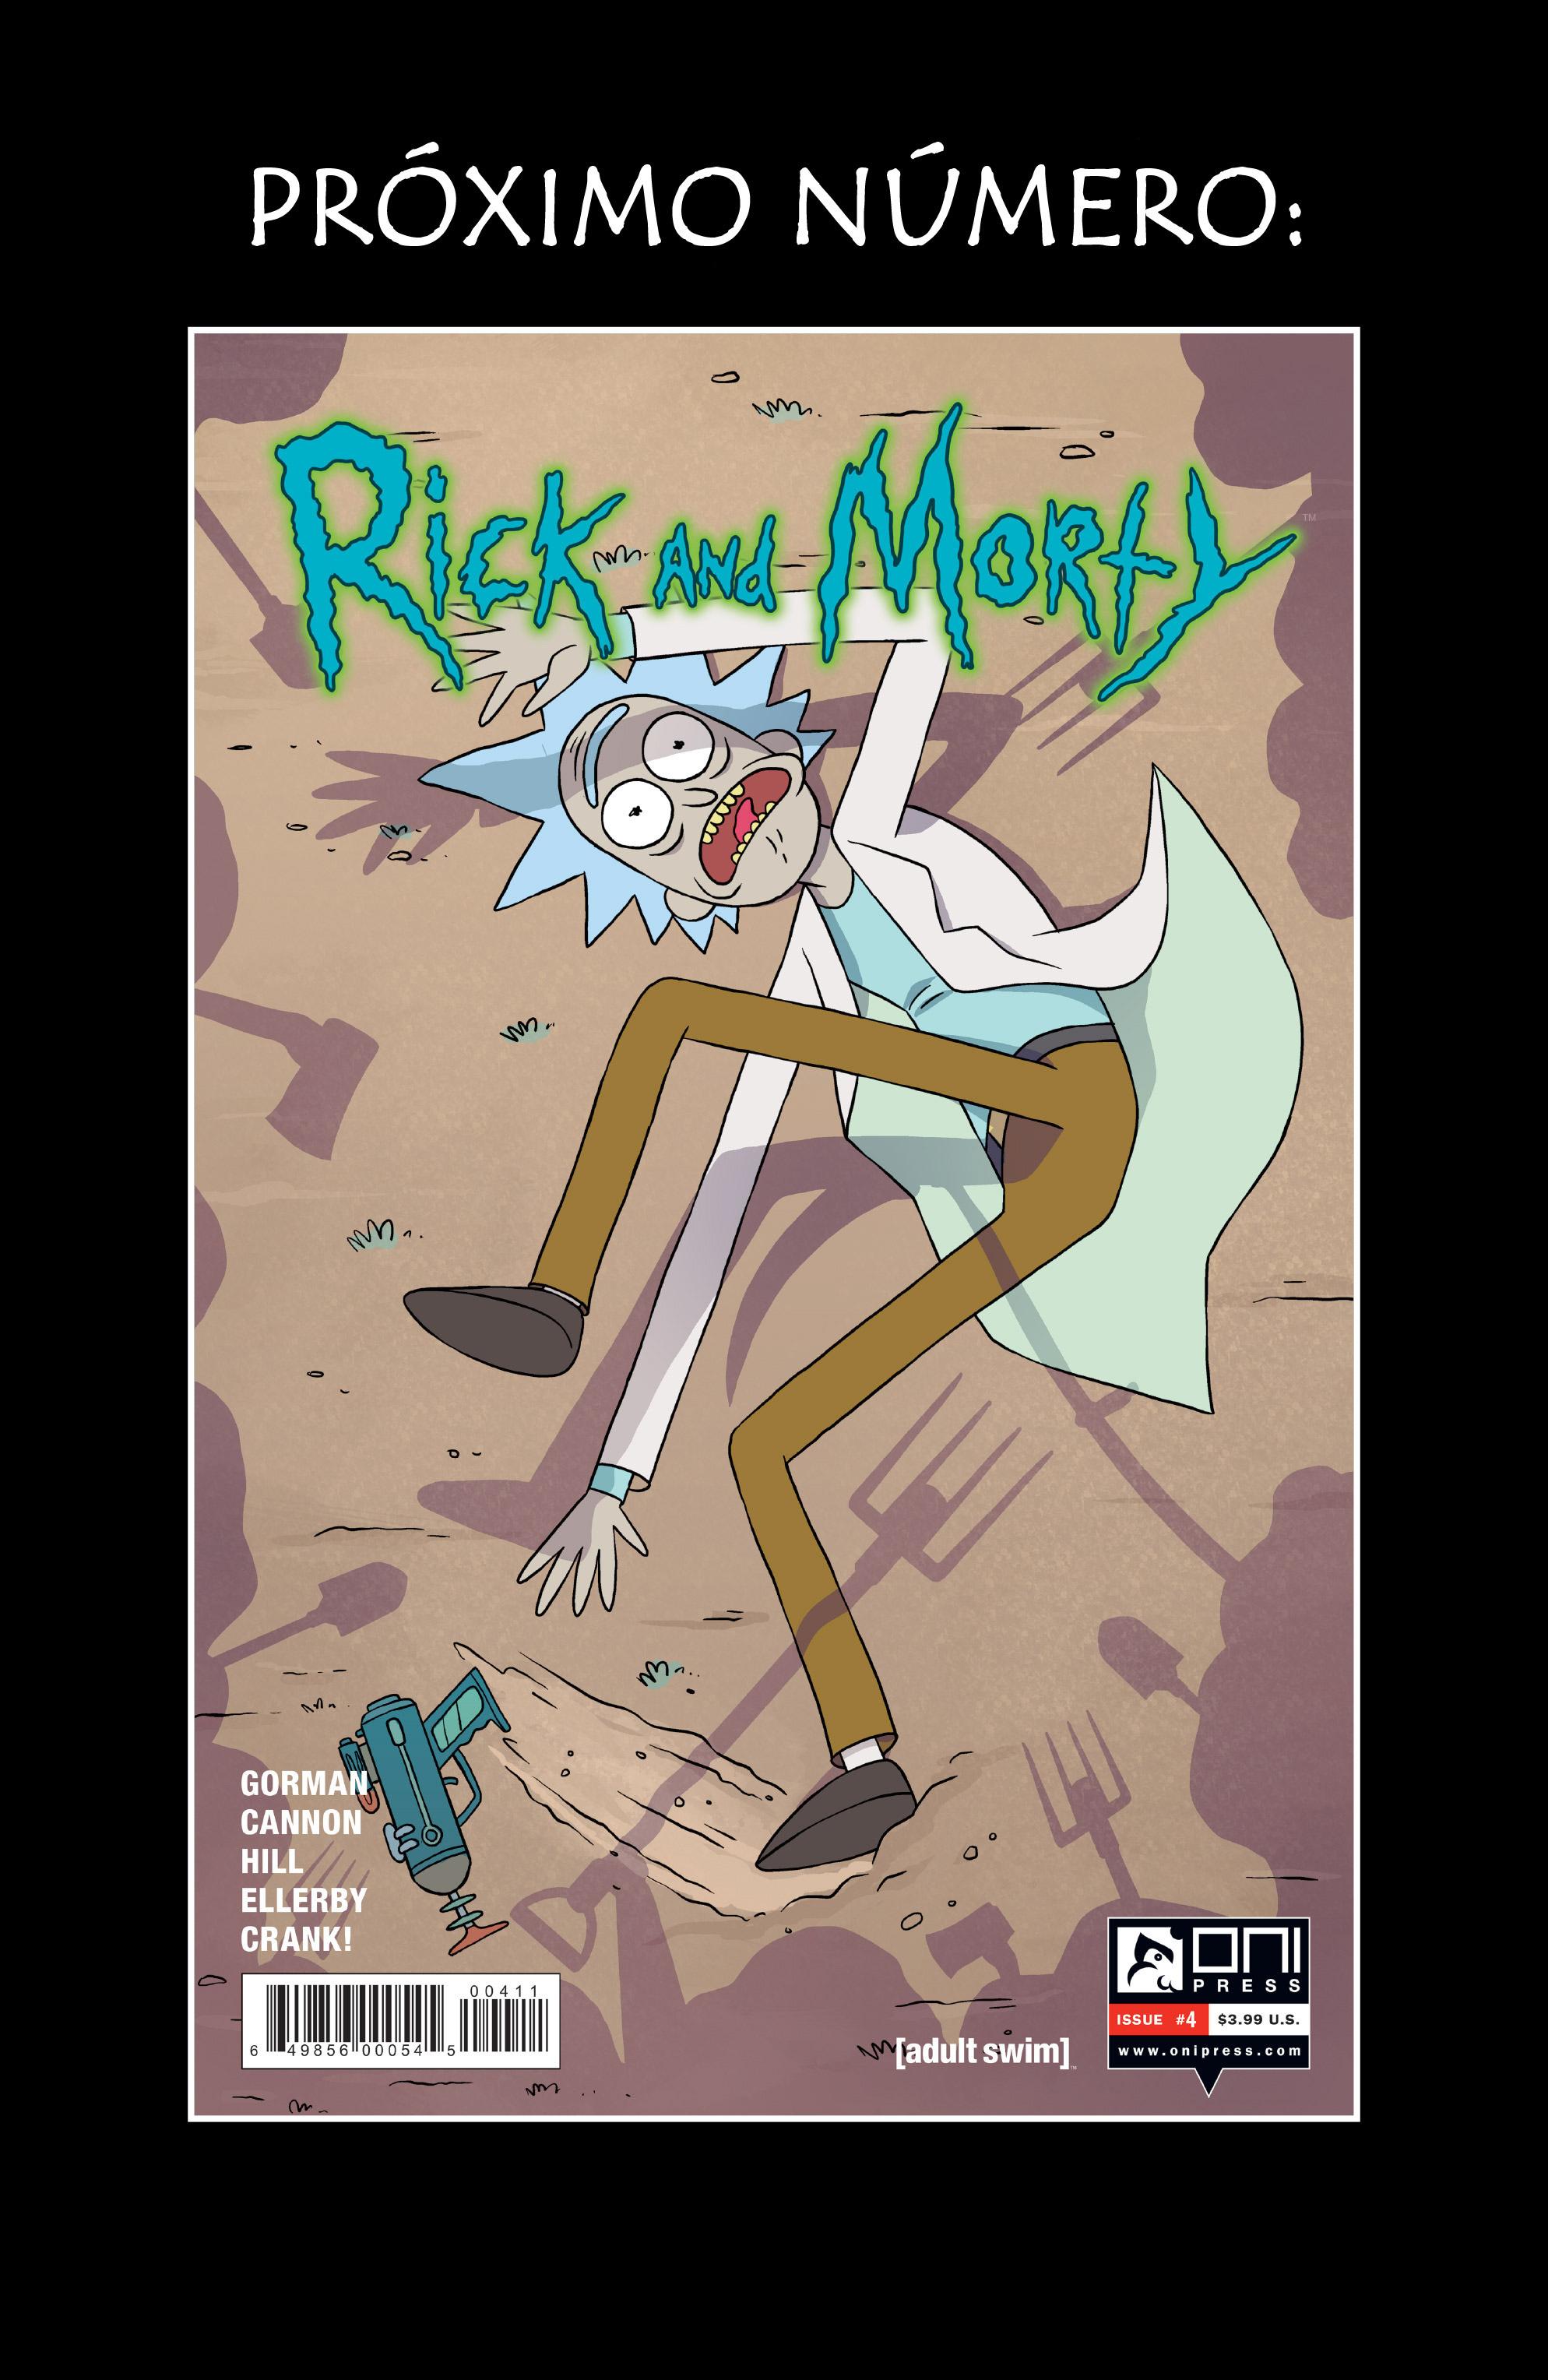 PRÓXIMO NÚMERO:
RICK AND MORTY™
GORMAN
CANNON
HILL
ELLERBY
CRANK!
00411
6 49856 00054 5
[adult swim]™
ONI
PRESS
ISSUE #4 $3.99 U.S.
www.onipress.com